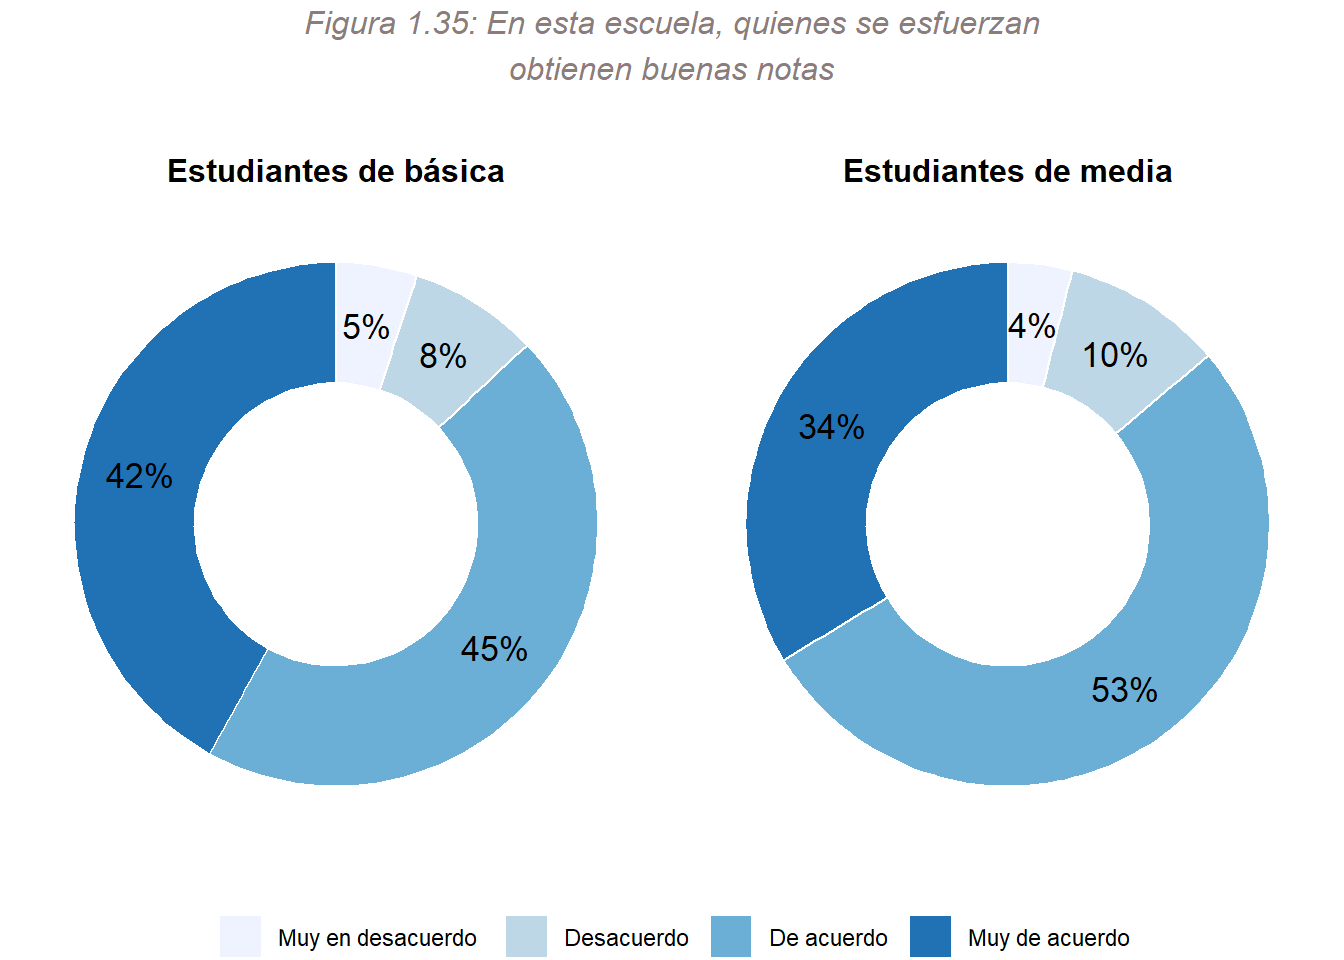 Figura 1.35: En esta escuela, quienes se esfuerzan
obtienen buenas notas
Estudiantes de básica
Estudiantes de media
5%
8%
42%
45%
4%
10%
34%
53%
Muy en desacuerdo
Desacuerdo
De acuerdo
Muy de acuerdo